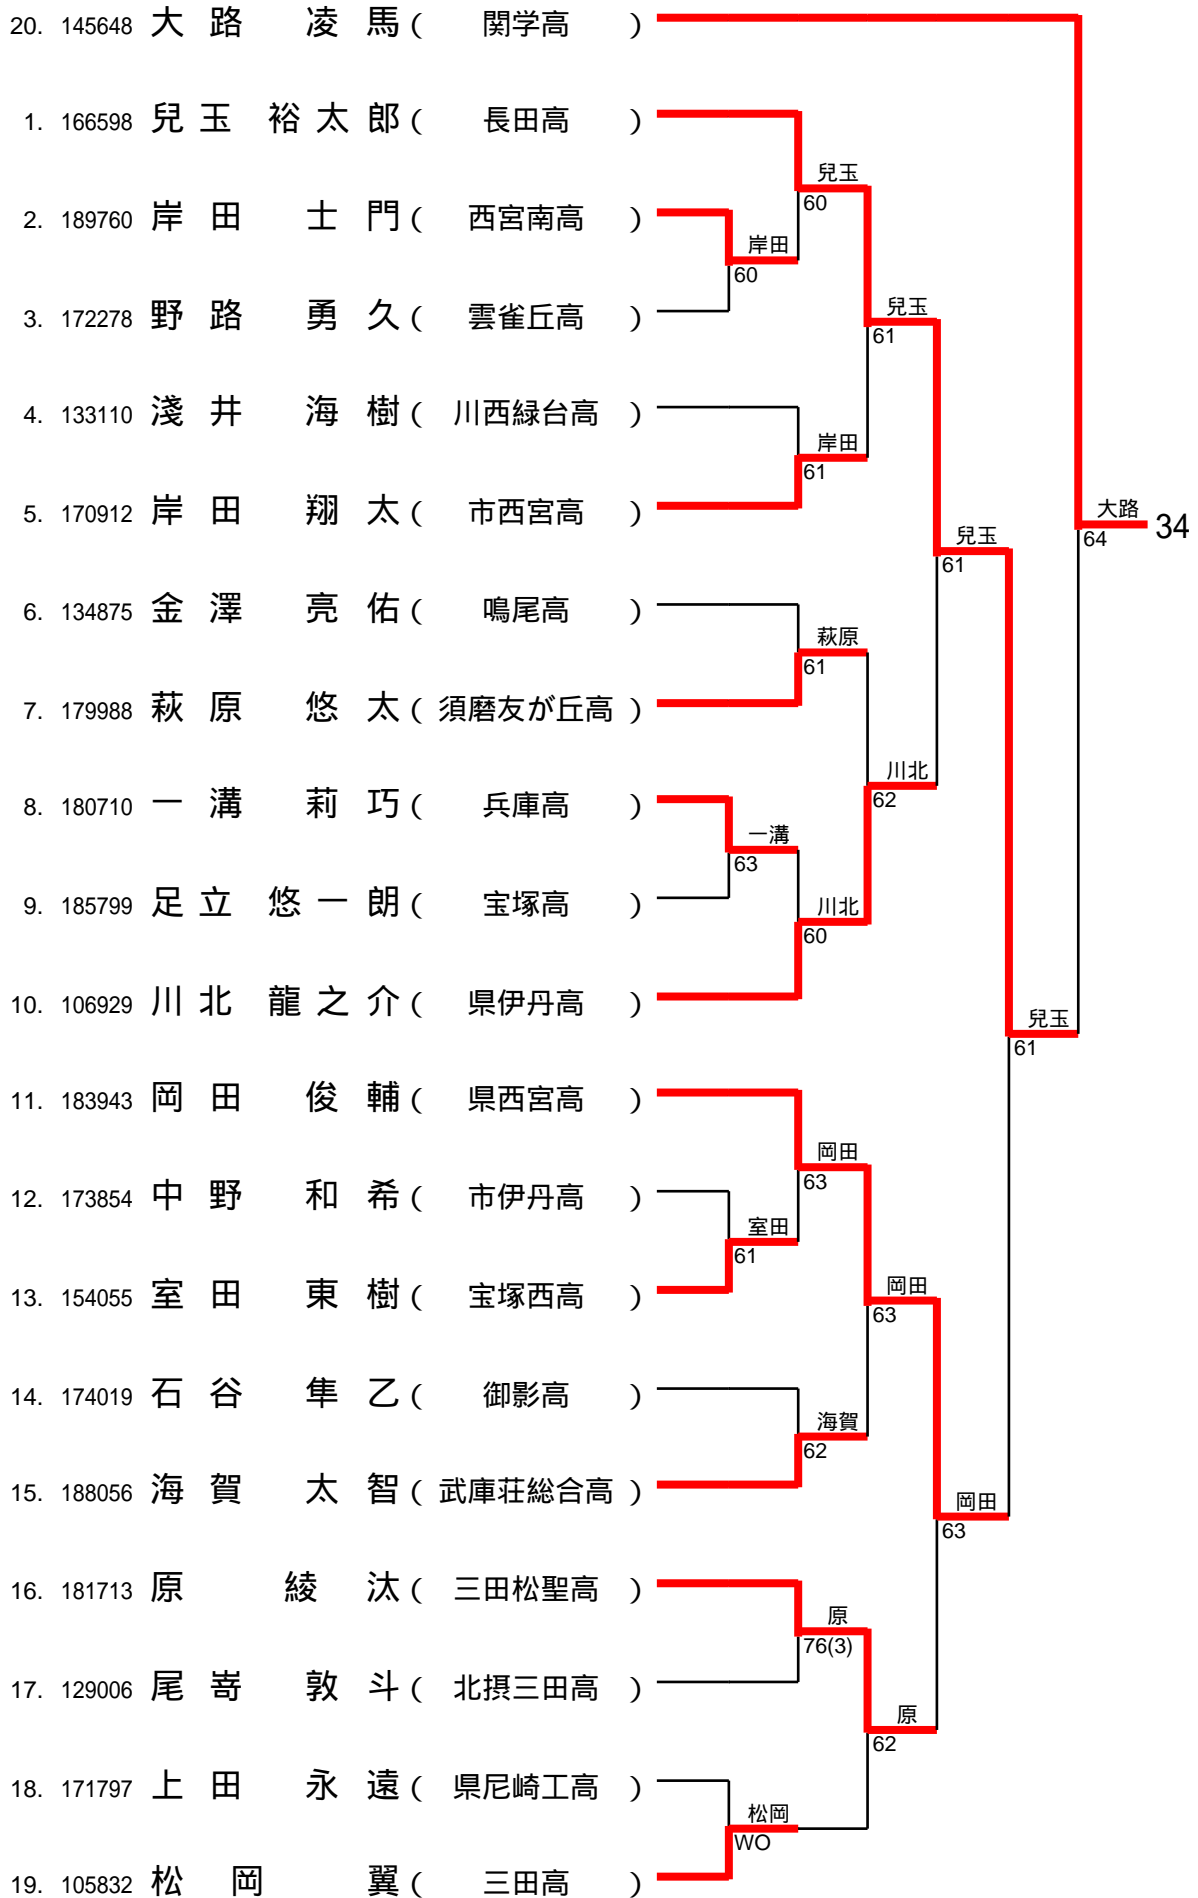 20. 145648 大路 凌馬 ( 関学高 )
1. 166598 兒玉 裕太郎 ( 長田高 )
兒玉
60
2. 189760 岸田 士門 ( 西宮南高 )
岸田
60
3. 172278 野路 勇久 ( 雲雀丘高 )
兒玉
61
4. 133110 淺井 海樹 ( 川西緑台高 )
岸田
61
5. 170912 岸田 翔太 ( 市西宮高 )
大路
64
34
兒玉
61
6. 134875 金澤 亮佑 ( 鳴尾高 )
萩原
61
7. 179988 萩原 悠太 ( 須磨友が丘高 )
川北
62
8. 180710 一溝 莉巧 ( 兵庫高 )
一溝
63
9. 185799 足立 悠一朗 ( 宝塚高 )
川北
60
10. 106929 川北 龍之介 ( 県伊丹高 )
兒玉
61
11. 183943 岡田 俊輔 ( 県西宮高 )
岡田
63
12. 173854 中野 和希 ( 市伊丹高 )
室田
61
13. 154055 室田 東樹 ( 宝塚西高 )
岡田
63
14. 174019 石谷 隼乙 ( 御影高 )
海賀
62
15. 188056 海賀 太智 ( 武庫荘総合高 )
岡田
63
16. 181713 原 綾汰 ( 三田松聖高 )
原
76(3)
17. 129006 尾嵜 敦斗 ( 北摂三田高 )
原
62
18. 171797 上田 永遠 ( 県尼崎工高 )
松岡
WO
19. 105832 松岡 翼 ( 三田高 )